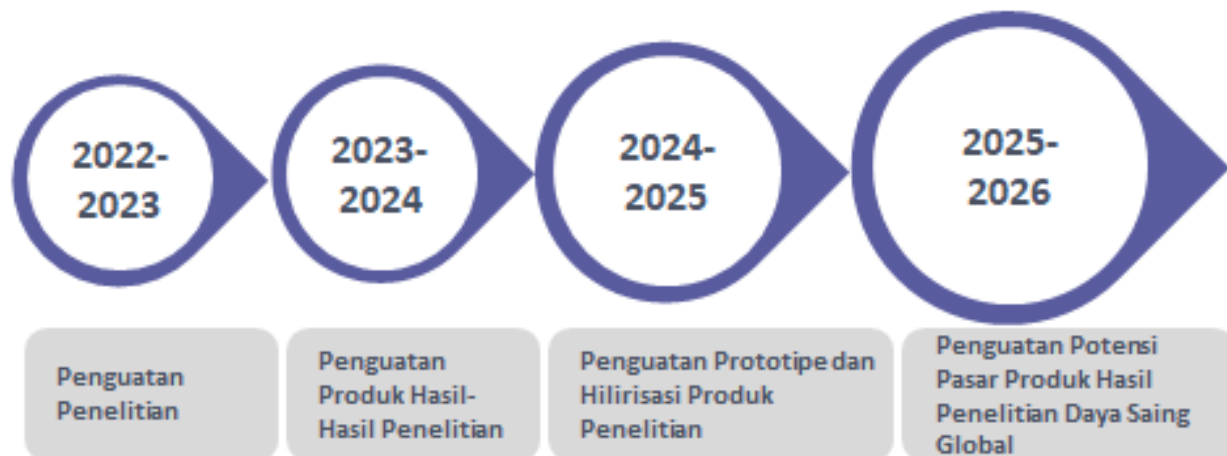 2022-
2023
2023-
2024
2024-
2025
2025-
2026
Penguatan
Penelitian
Penguatan
Produk Hasil-
Hasil Penelitian
Penguatan Prototipe dan
Hilirisasi Produk
Penelitian
Penguatan Potensi
Pasar Produk Hasil
Penelitian Daya Saing
Global